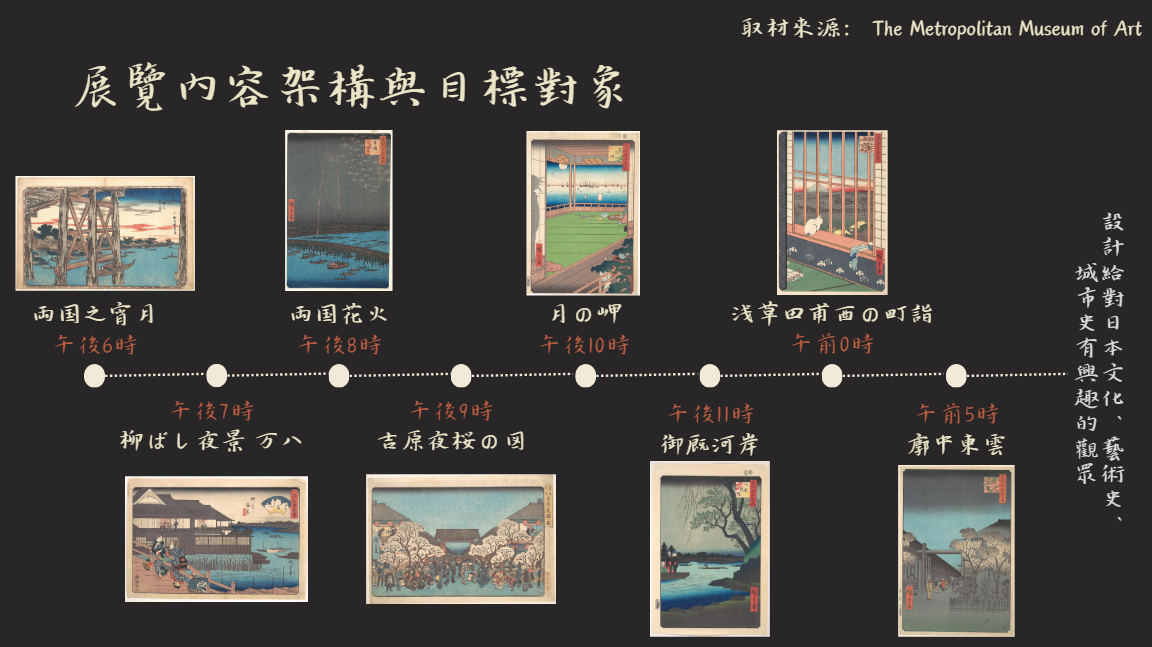 取材來源： The Metropolitan Museum of Art
展覽內容架構與目標對象
両国之宵月
午後6時
両国花火
午後8時
月の岬
午後10時
浅草田甫酉の町詣
午前0時
午後7時
柳ばし夜景 万八
午後9時
吉原夜桜の図
午後11時
御厩河岸
午前5時
廓中東雲
設計給對日本文化、藝術史、
城市史有興趣的觀眾